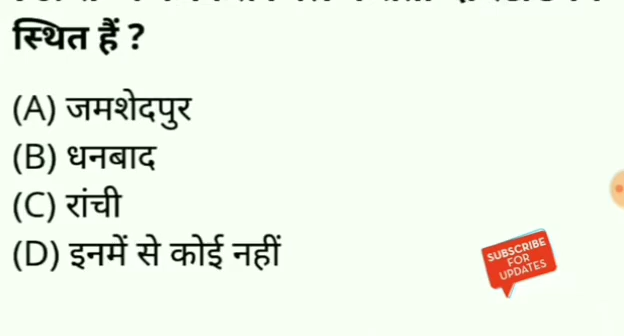 स्थित हैं ?
(A) जमशेदपुर
(B) धनबाद
(C) रांची
(D) इनमें से कोई नहीं
SUBSCRIBE
FOR
UPDATES